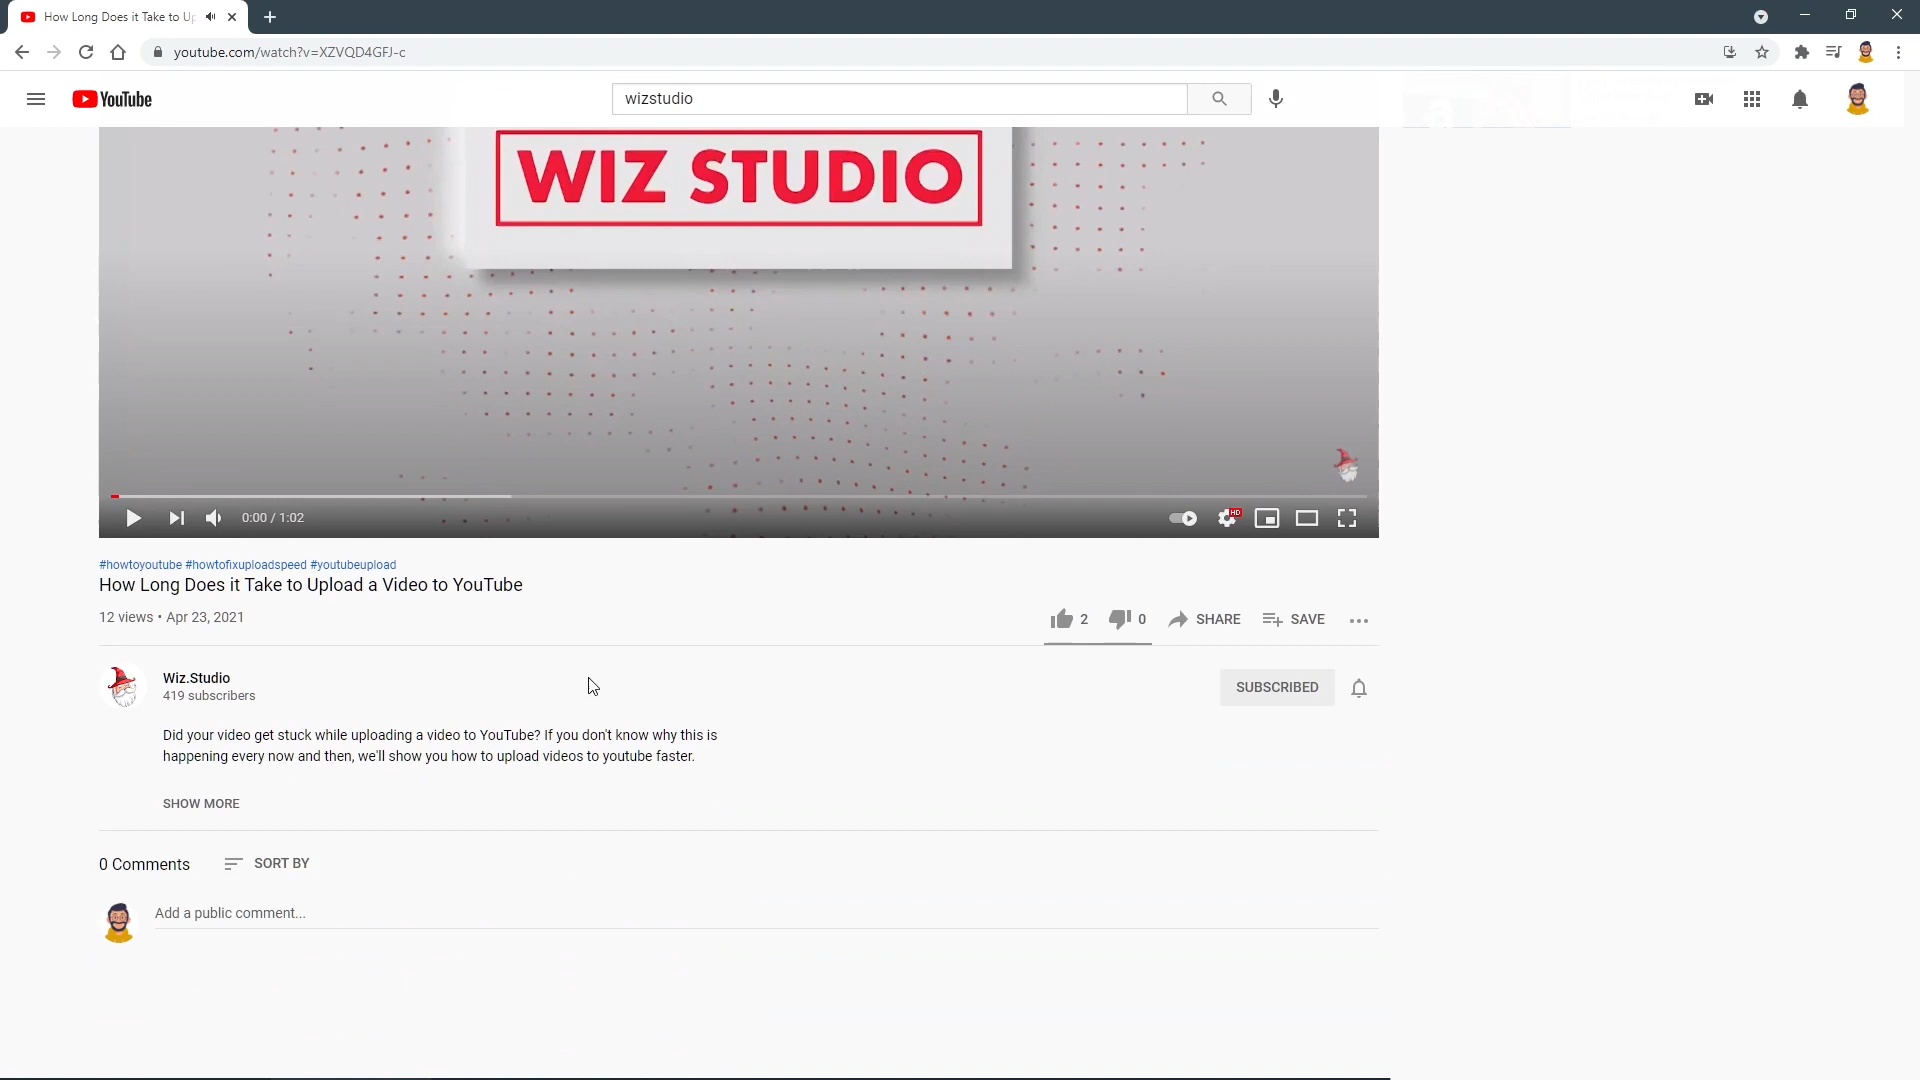 How Long Does it Take to Up
youtube.com/watch?v=XZVQD4GFJ-c
YouTube
wizstudio
WIZ STUDIO
0:00 / 1:02
HD
#howtoyoutube #howtofixuploadspeed #youtubeupload
How Long Does it Take to Upload a Video to YouTube
12 views • Apr 23, 2021
2
0
SHARE
SAVE
Wiz.Studio
419 subscribers
SUBSCRIBED
Did your video get stuck while uploading a video to YouTube? If you don't know why this is
happening every now and then, we'll show you how to upload videos to youtube faster.
SHOW MORE
0 Comments
SORT BY
Add a public comment...